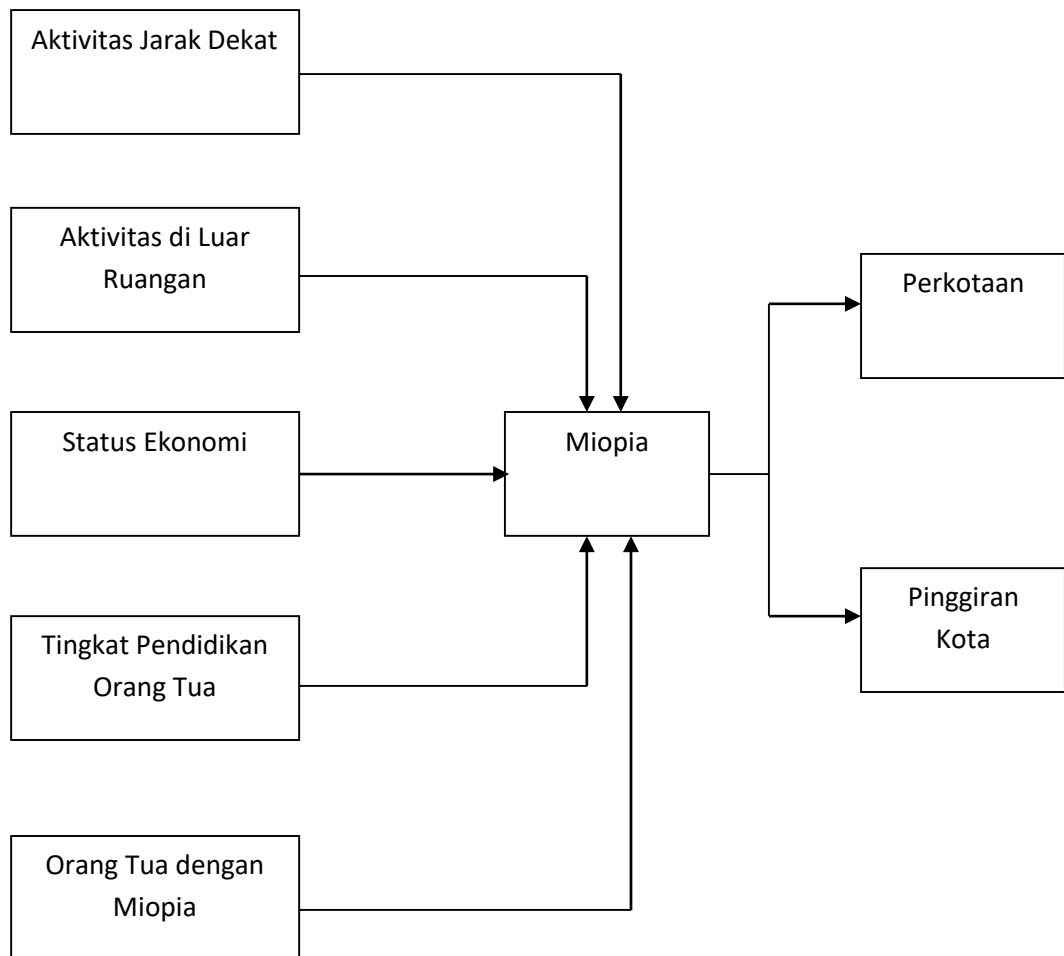 Aktivitas Jarak Dekat
Aktivitas di Luar
Ruangan
Status Ekonomi
Tingkat Pendidikan
Orang Tua
Orang Tua dengan
Miopia
Miopia
Perkotaan
Pinggiran
Kota